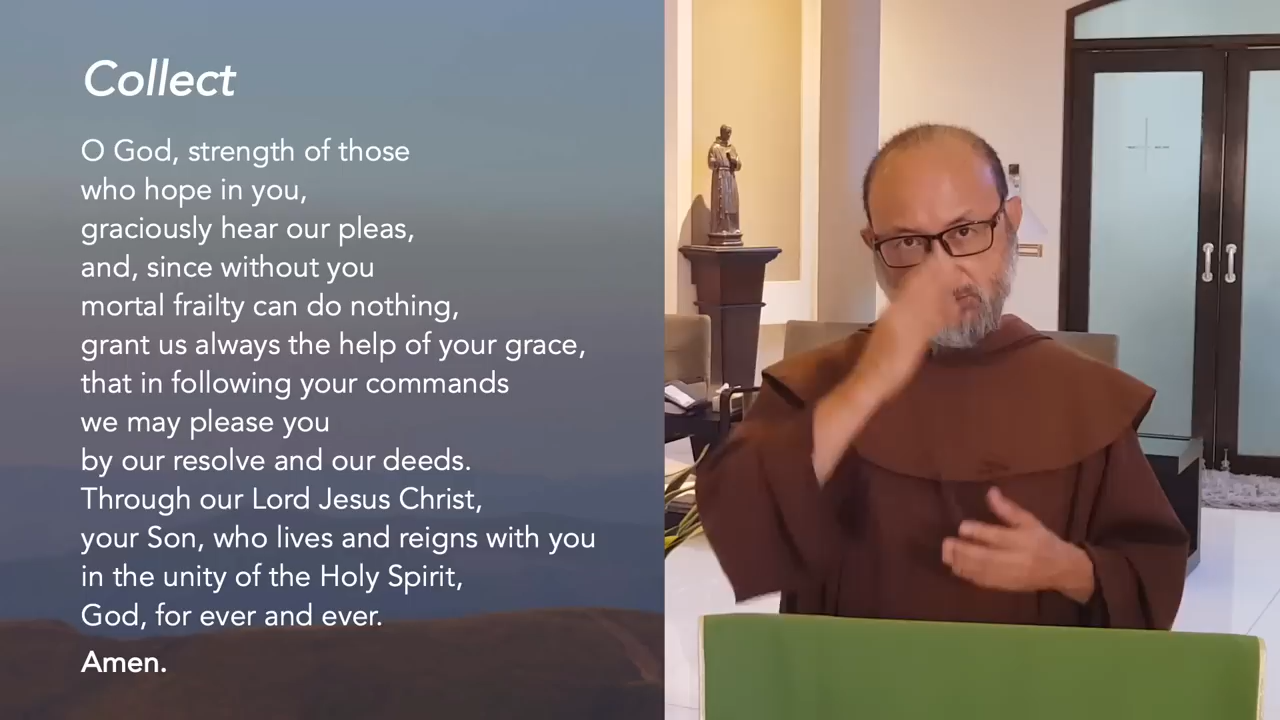 Collect
O God, strength of those
who hope in you,
graciously hear our pleas,
and, since without you
mortal frailty can do nothing,
grant us always the help of your grace,
that in following your commands
we may please you
by our resolve and our deeds.
Through our Lord Jesus Christ,
your Son, who lives and reigns with you
in the unity of the Holy Spirit,
God, for ever and ever.
Amen.